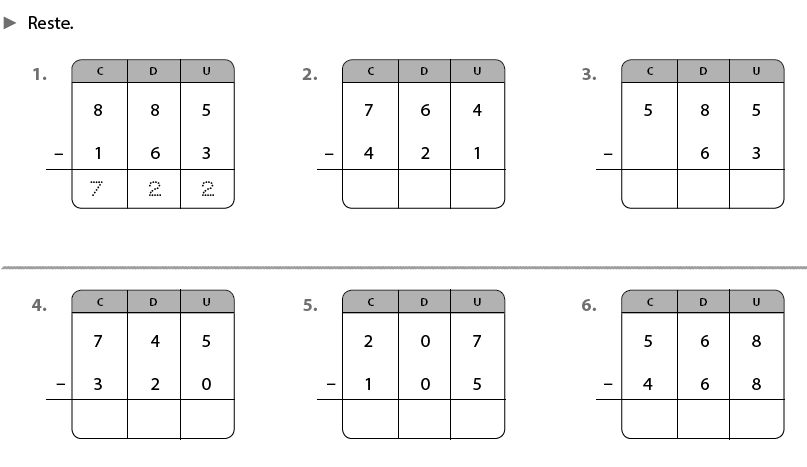 ▶ Reste.
1. C D U 2. C D U 3. C D U
8 8 5 7 6 4 5 8 5
– 1 6 3 – 4 2 1 – 6 3
7 2 2
4. C D U 5. C D U 6. C D U
7 4 5 2 0 7 5 6 8
– 3 2 0 – 1 0 5 – 4 6 8